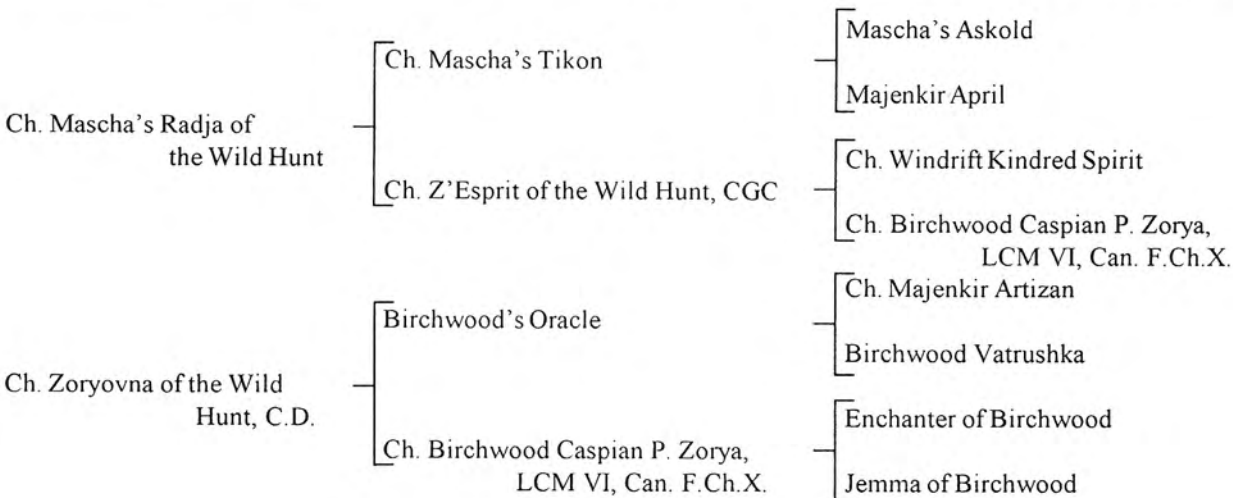 Mascha's Askold
Ch. Mascha's Tikon
Majenkir April
Ch. Mascha's Radja of
the Wild Hunt
Ch. Windrift Kindred Spirit
Ch. Z'Esprit of the Wild Hunt, CGC
Ch. Birchwood Caspian P. Zorya,
LCM VI, Can. F.Ch.X.
Ch. Majenkir Artizan
Birchwood's Oracle
Birchwood Vatrushka
Ch. Zoryovna of the Wild
Hunt, C.D.
Enchanter of Birchwood
Ch. Birchwood Caspian P. Zorya,
LCM VI, Can. F.Ch.X.
Jemma of Birchwood